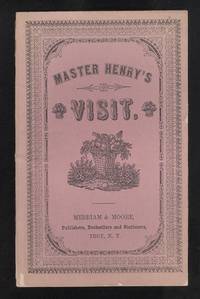 MASTER HENRY'S
VISIT.
MERRIAM & MOORE,
Publishers, Booksellers and Stationers,
TROY, N. Y.